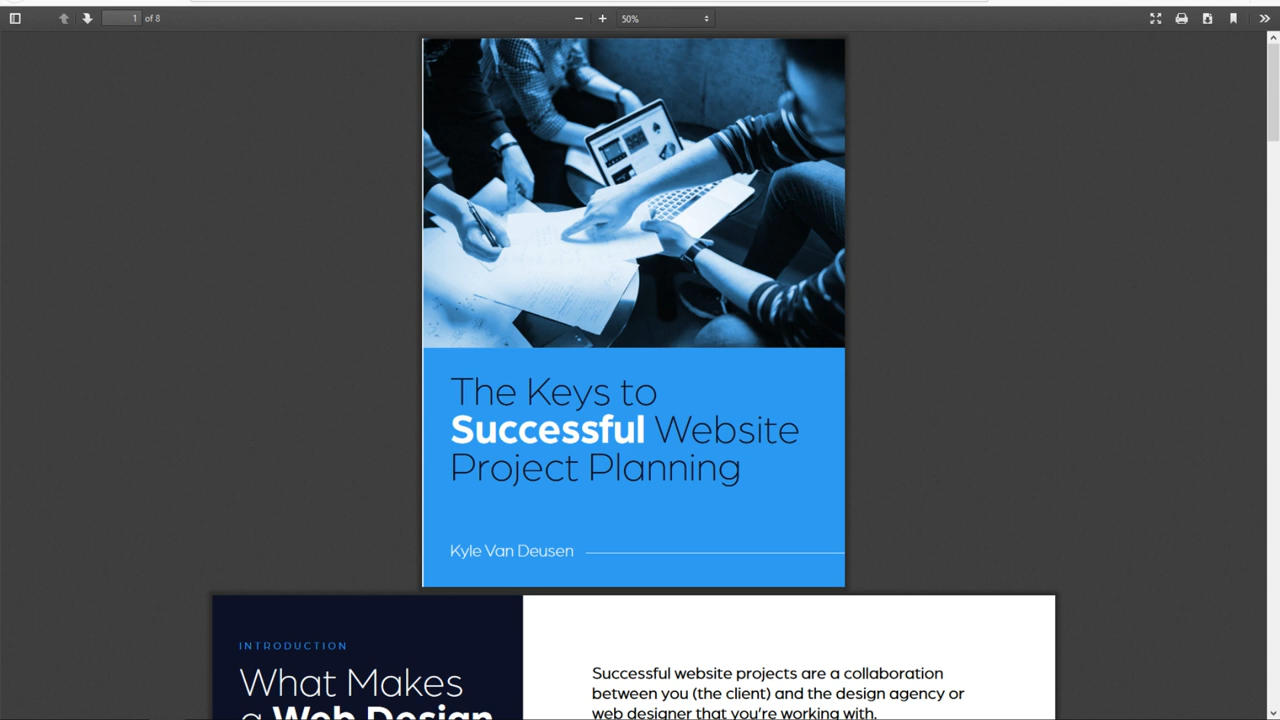 1 of 8
50%
The Keys to
Successful Website
Project Planning
Kyle Van Deusen
INTRODUCTION
What Makes
a Web Design
Successful website projects are a collaboration
between you (the client) and the design agency or
web designer that you're working with.